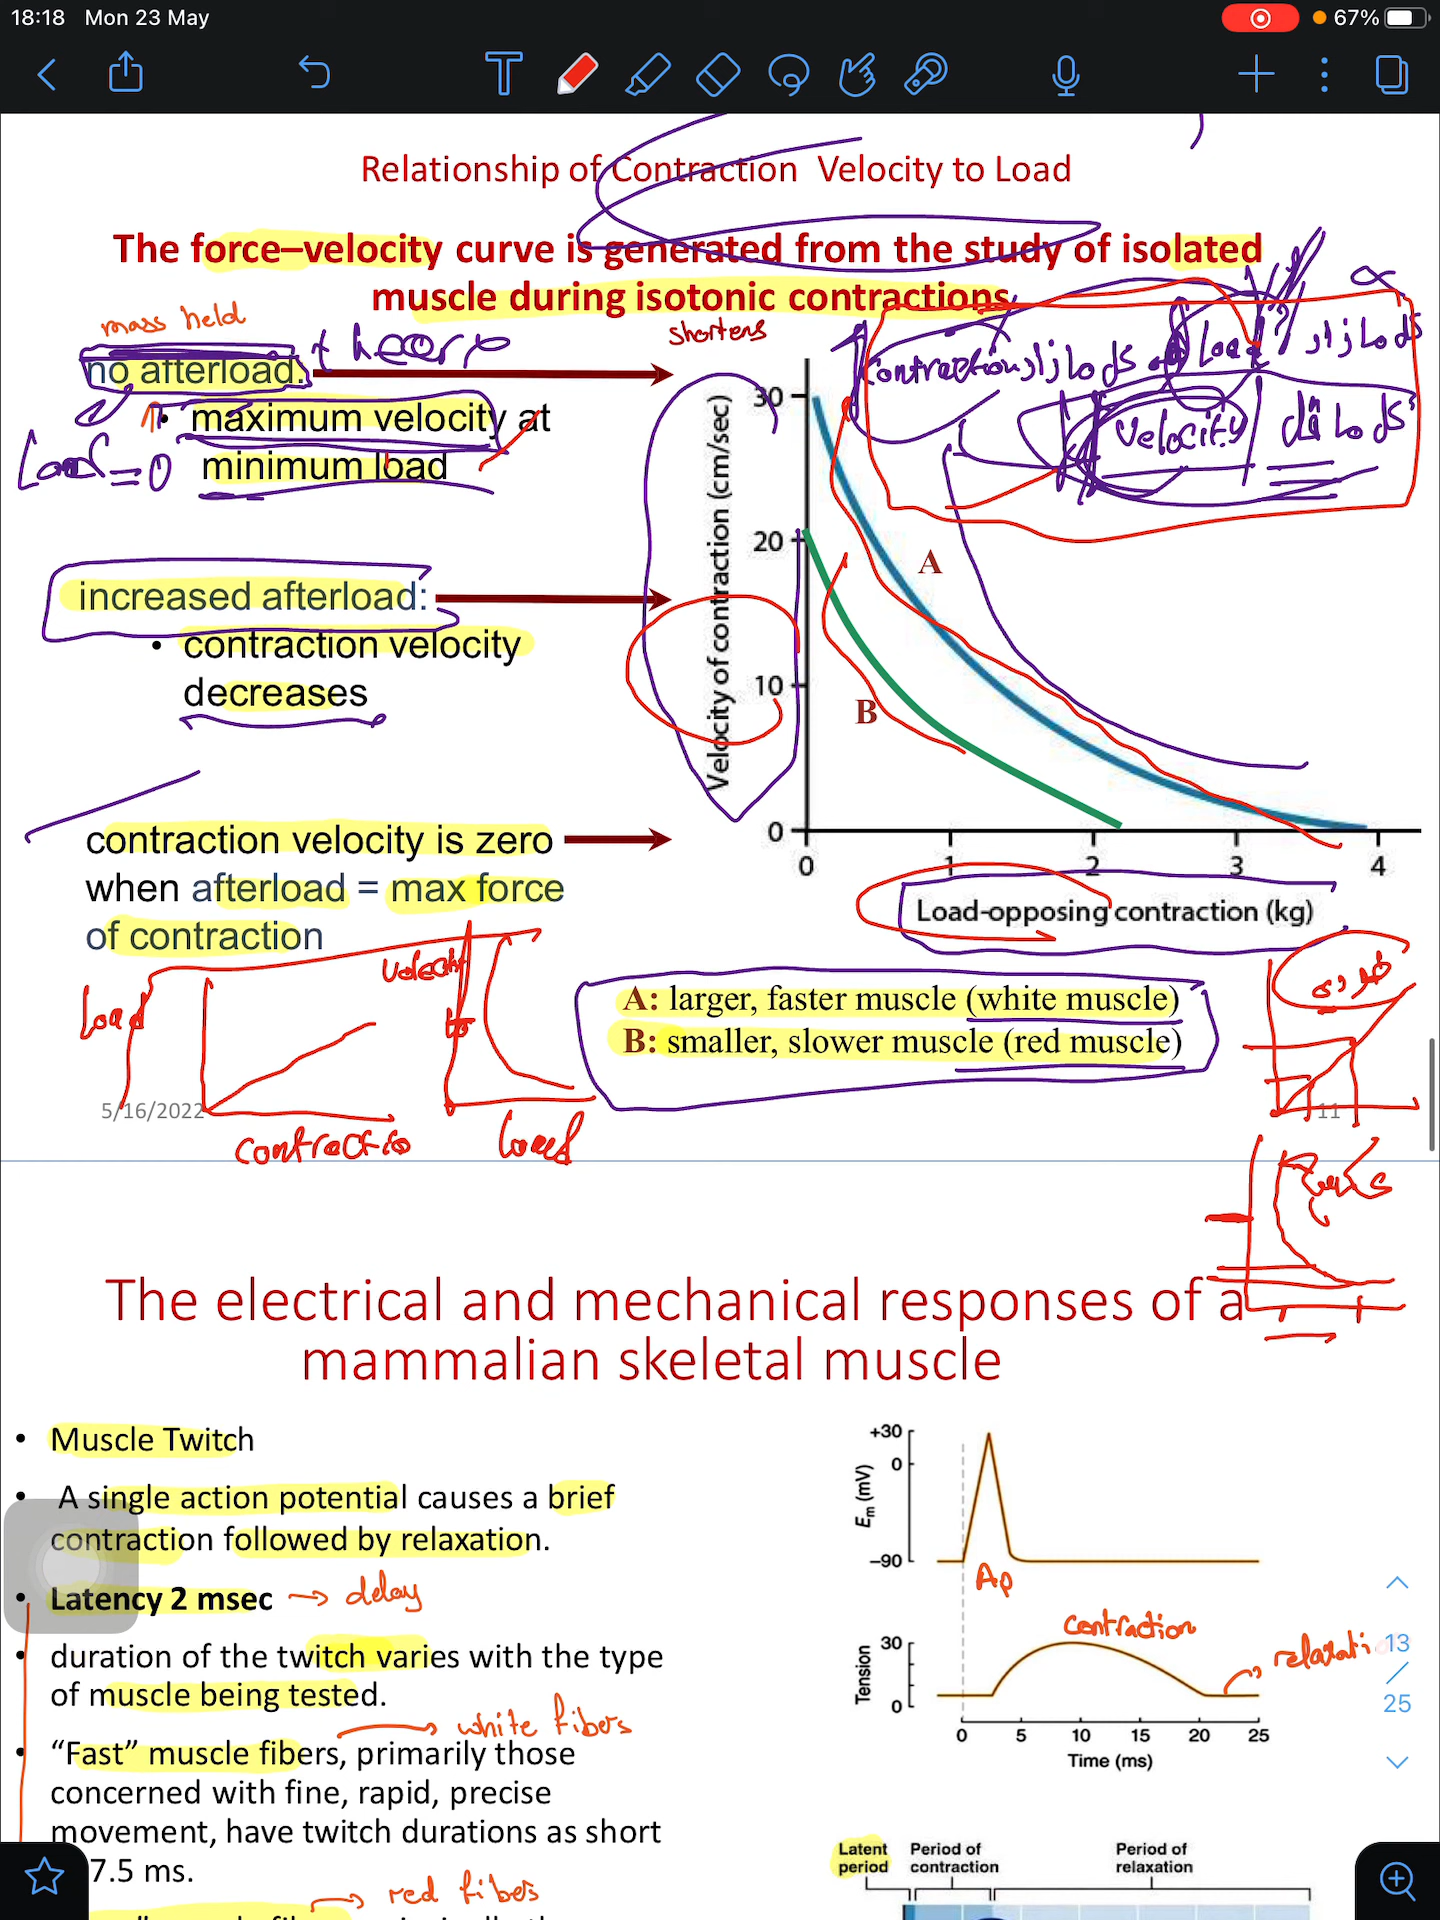 18:18 Mon 23 May
67%
Relationship of Contraction Velocity to Load
The force–velocity curve is generated from the study of isolated
muscle during isotonic contractions
mass held
shortens
no afterload:
• maximum velocity at
minimum load
Load = 0
increased afterload:
• contraction velocity
decreases
contraction velocity is zero
when afterload = max force
of contraction
Velocity of contraction (cm/sec)
30
20
10
0
A
B
0 1 2 3 4
Load-opposing contraction (kg)
load
velocity
A: larger, faster muscle (white muscle)
B: smaller, slower muscle (red muscle)
Load
Load
5/16/2022
11
The electrical and mechanical responses of a
mammalian skeletal muscle
• Muscle Twitch
• A single action potential causes a brief
contraction followed by relaxation.
• Latency 2 msec → delay
• duration of the twitch varies with the type
of muscle being tested.
white fibers
• “Fast” muscle fibers, primarily those
concerned with fine, rapid, precise
movement, have twitch durations as short
7.5 ms.
red fibers
+30
0
–90
Em (mV)
Ap
contraction
30
0
Tension
0 5 10 15 20 25
Time (ms)
13
25
Latent period
Period of contraction
Period of relaxation